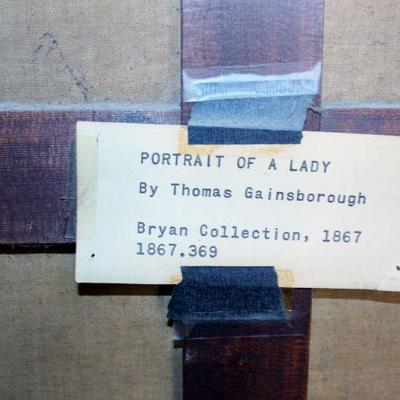 PORTRAIT OF A LADY
By Thomas Gainsborough
Bryan Collection, 1867
1867.369